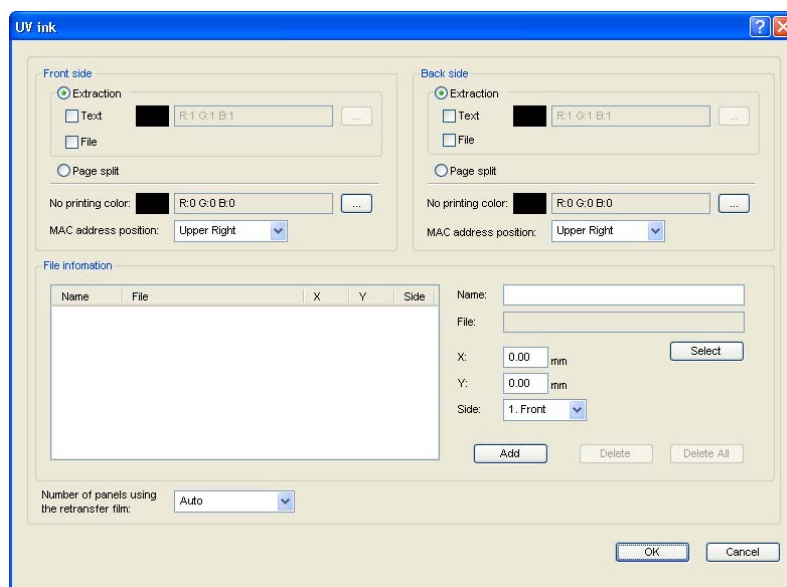 UV ink
Front side
Extraction
Text R:1 G:1 B:1 ...
File
Page split
No printing color: R:0 G:0 B:0 ...
MAC address position: Upper Right
Back side
Extraction
Text R:1 G:1 B:1 ...
File
Page split
No printing color: R:0 G:0 B:0 ...
MAC address position: Upper Right
File infomation
Name File X Y Side
Name:
File:
Select
X: 0.00 mm
Y: 0.00 mm
Side: 1. Front
Add Delete Delete All
Number of panels using
the retransfer film: Auto
OK Cancel